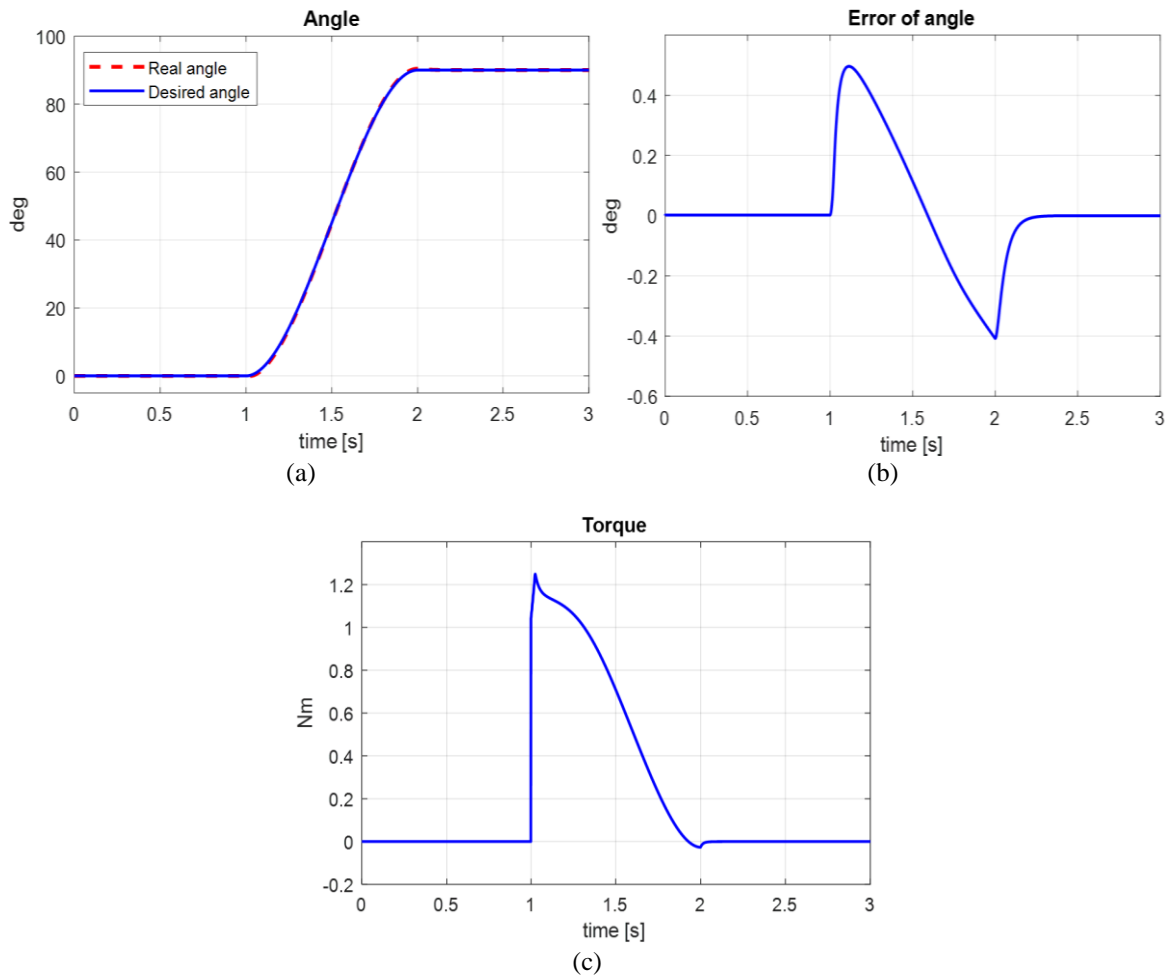 Angle
100
80
60
40
20
0
deg
Real angle
Desired angle
0 0.5 1 1.5 2 2.5 3
time [s]
(a)
Error of angle
0.4
0.2
0
-0.2
-0.4
-0.6
deg
0 0.5 1 1.5 2 2.5 3
time [s]
(b)
Torque
1.2
1
0.8
0.6
0.4
0.2
0
-0.2
Nm
0 0.5 1 1.5 2 2.5 3
time [s]
(c)